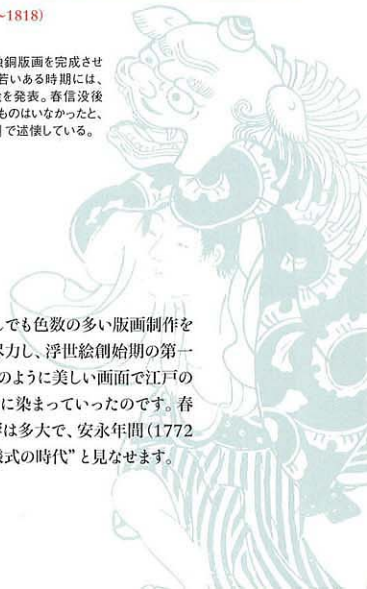 ～1818)
蝕銅版画を完成させ
若いある時期には、
絵を発表。春信没後
ものはいなかったと、
』で述懐している。
しでも色数の多い版画制作を
尽力し、浮世絵創始期の第一
のように美しい画面で江戸の
に染まっていったのです。春
響は多大で、安永年間(1772
様式の時代”と見なせます。